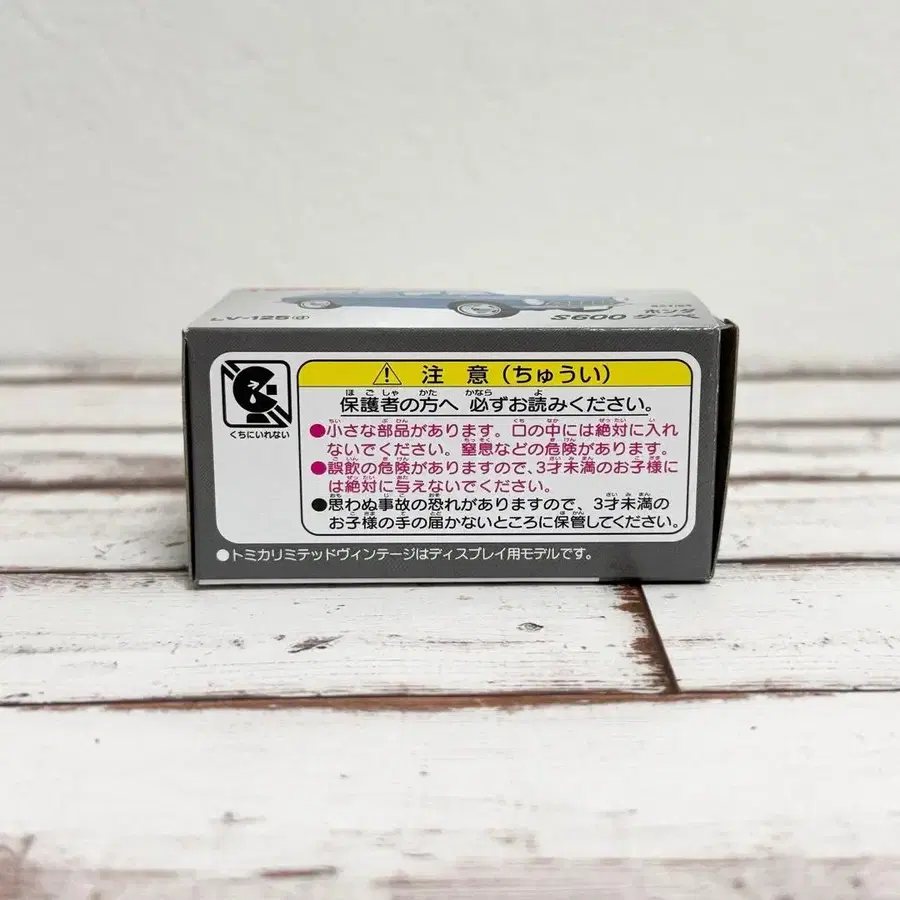 LV-125
S600 クーペ
ホンダ
くちにいれない
注 意 (ちゅうい)
保護者の方へ 必ずお読みください。
●小さな部品があります。口の中には絶対に入れ
ないでください。窒息などの危険があります。
●誤飲の危険がありますので、3才未満のお子様に
は絶対に与えないでください。
●思わぬ事故の恐れがありますので、3才未満の
お子様の手の届かないところに保管してください。
●トミカリミテッドヴィンテージはディスプレイ用モデルです。